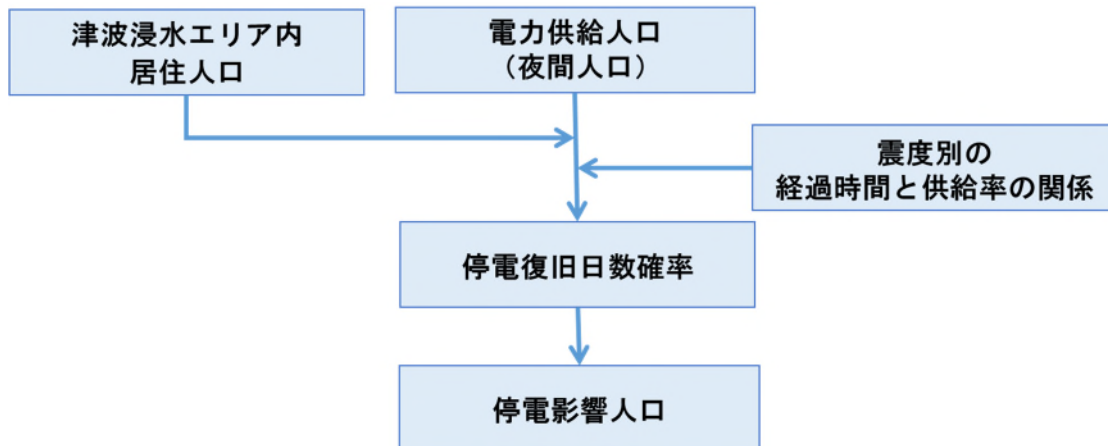 津波浸水エリア内
居住人口
電力供給人口
（夜間人口）
震度別の
経過時間と供給率の関係
停電復旧日数確率
停電影響人口